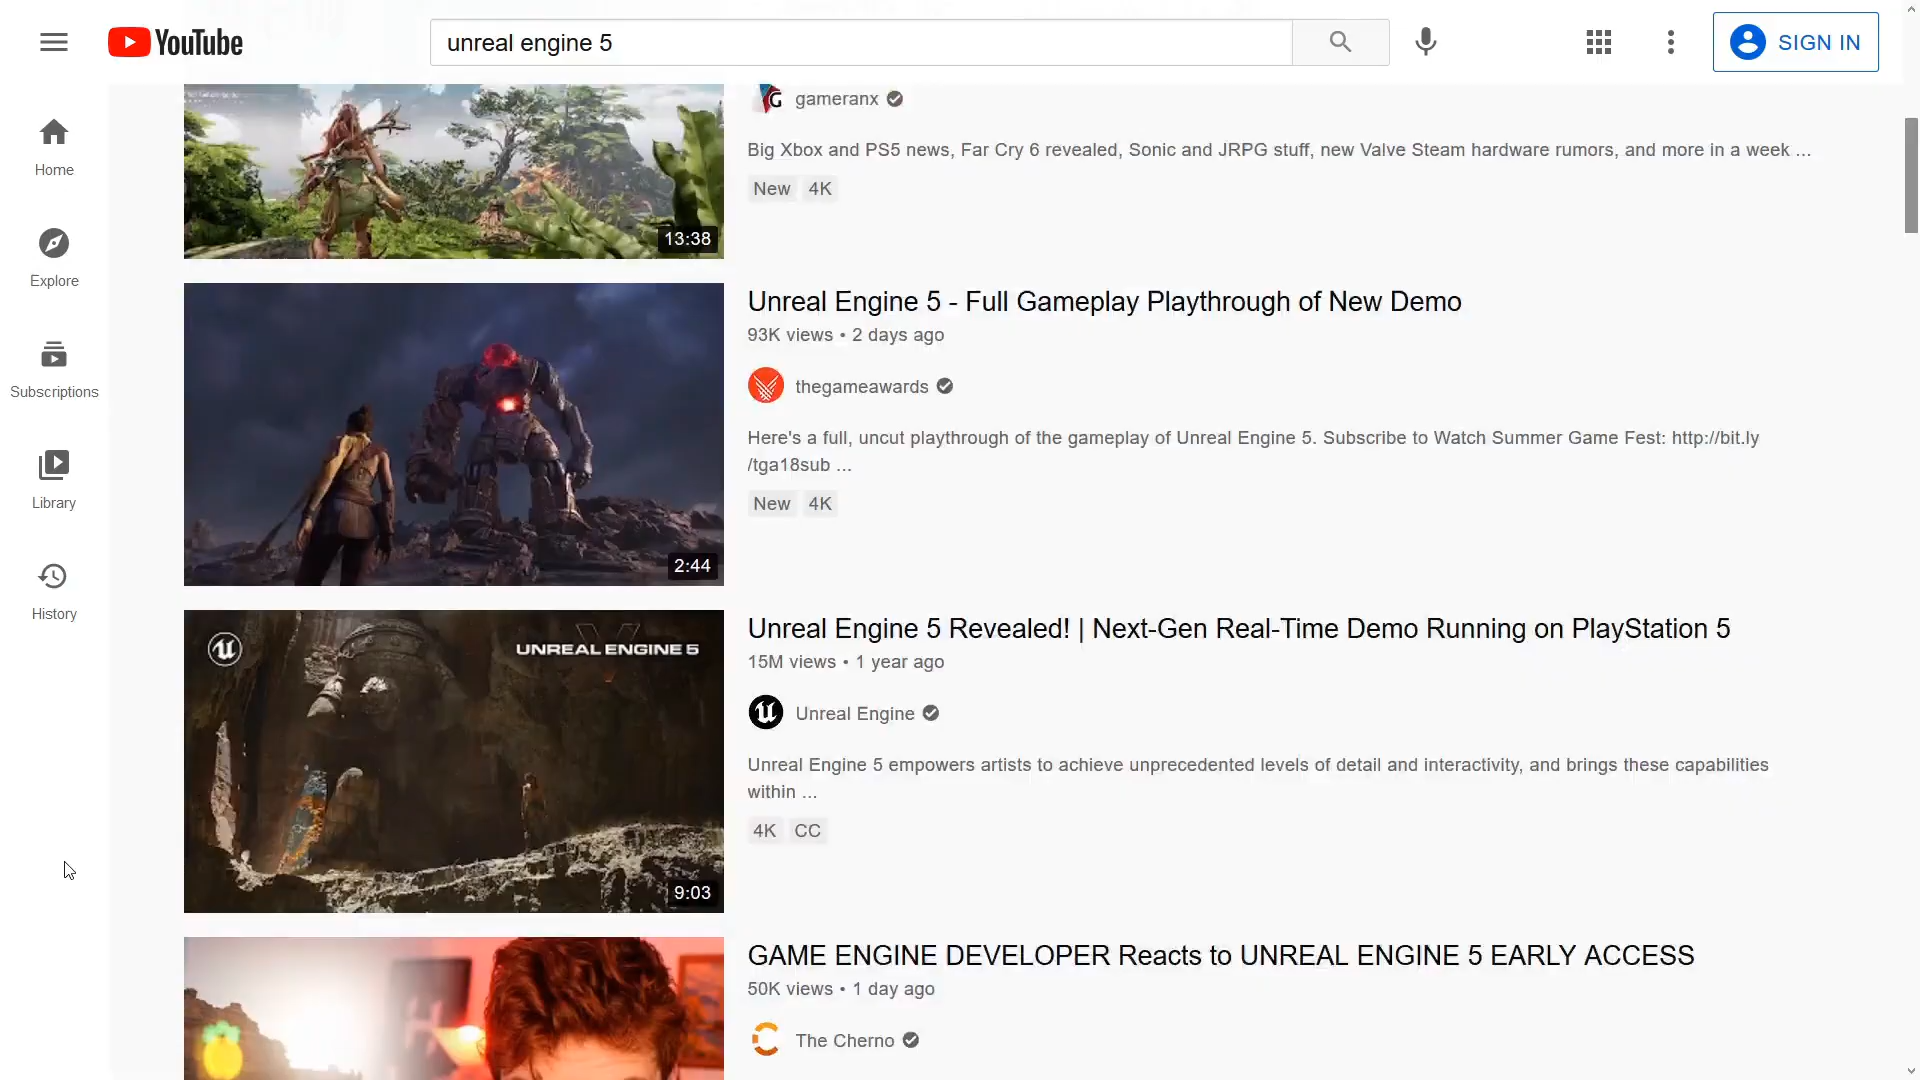 YouTube
unreal engine 5
SIGN IN
Home
Explore
Subscriptions
Library
History
13:38
gameranx
Big Xbox and PS5 news, Far Cry 6 revealed, Sonic and JRPG stuff, new Valve Steam hardware rumors, and more in a week ...
New 4K
2:44
Unreal Engine 5 - Full Gameplay Playthrough of New Demo
93K views • 2 days ago
thegameawards
Here's a full, uncut playthrough of the gameplay of Unreal Engine 5. Subscribe to Watch Summer Game Fest: http://bit.ly
/tga18sub ...
New 4K
UNREAL ENGINE 5
9:03
Unreal Engine 5 Revealed! | Next-Gen Real-Time Demo Running on PlayStation 5
15M views • 1 year ago
Unreal Engine
Unreal Engine 5 empowers artists to achieve unprecedented levels of detail and interactivity, and brings these capabilities
within ...
4K CC
GAME ENGINE DEVELOPER Reacts to UNREAL ENGINE 5 EARLY ACCESS
50K views • 1 day ago
The Cherno